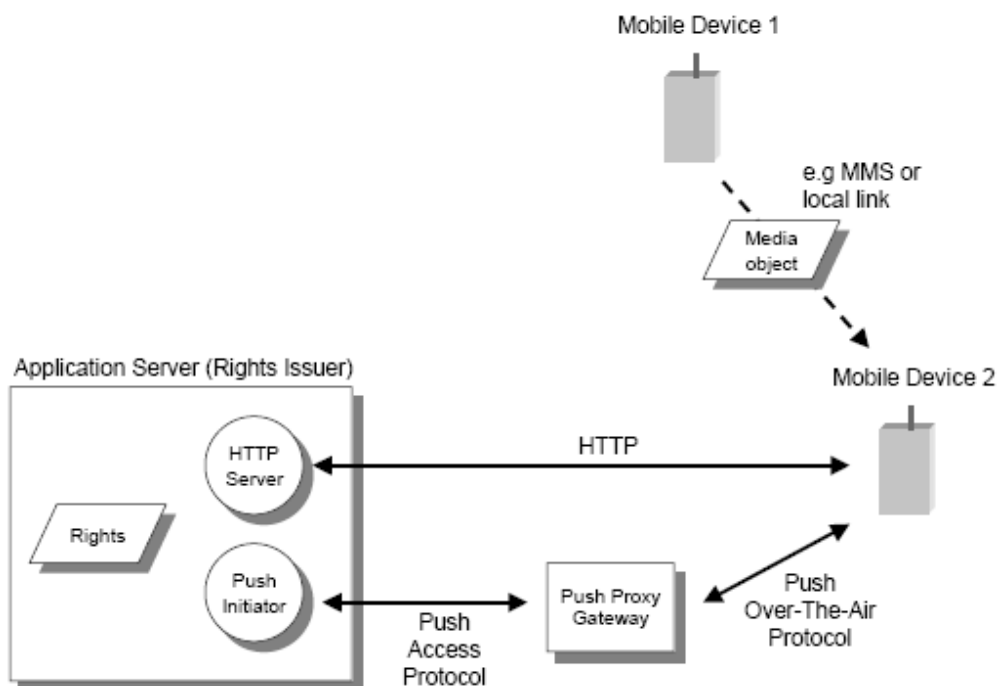 Mobile Device 1
e.g MMS or
local link
Media
object
Application Server (Rights Issuer)
Mobile Device 2
HTTP
Server
HTTP
Rights
Push
Initiator
Push Proxy
Gateway
Push
Access
Protocol
Push
Over-The-Air
Protocol